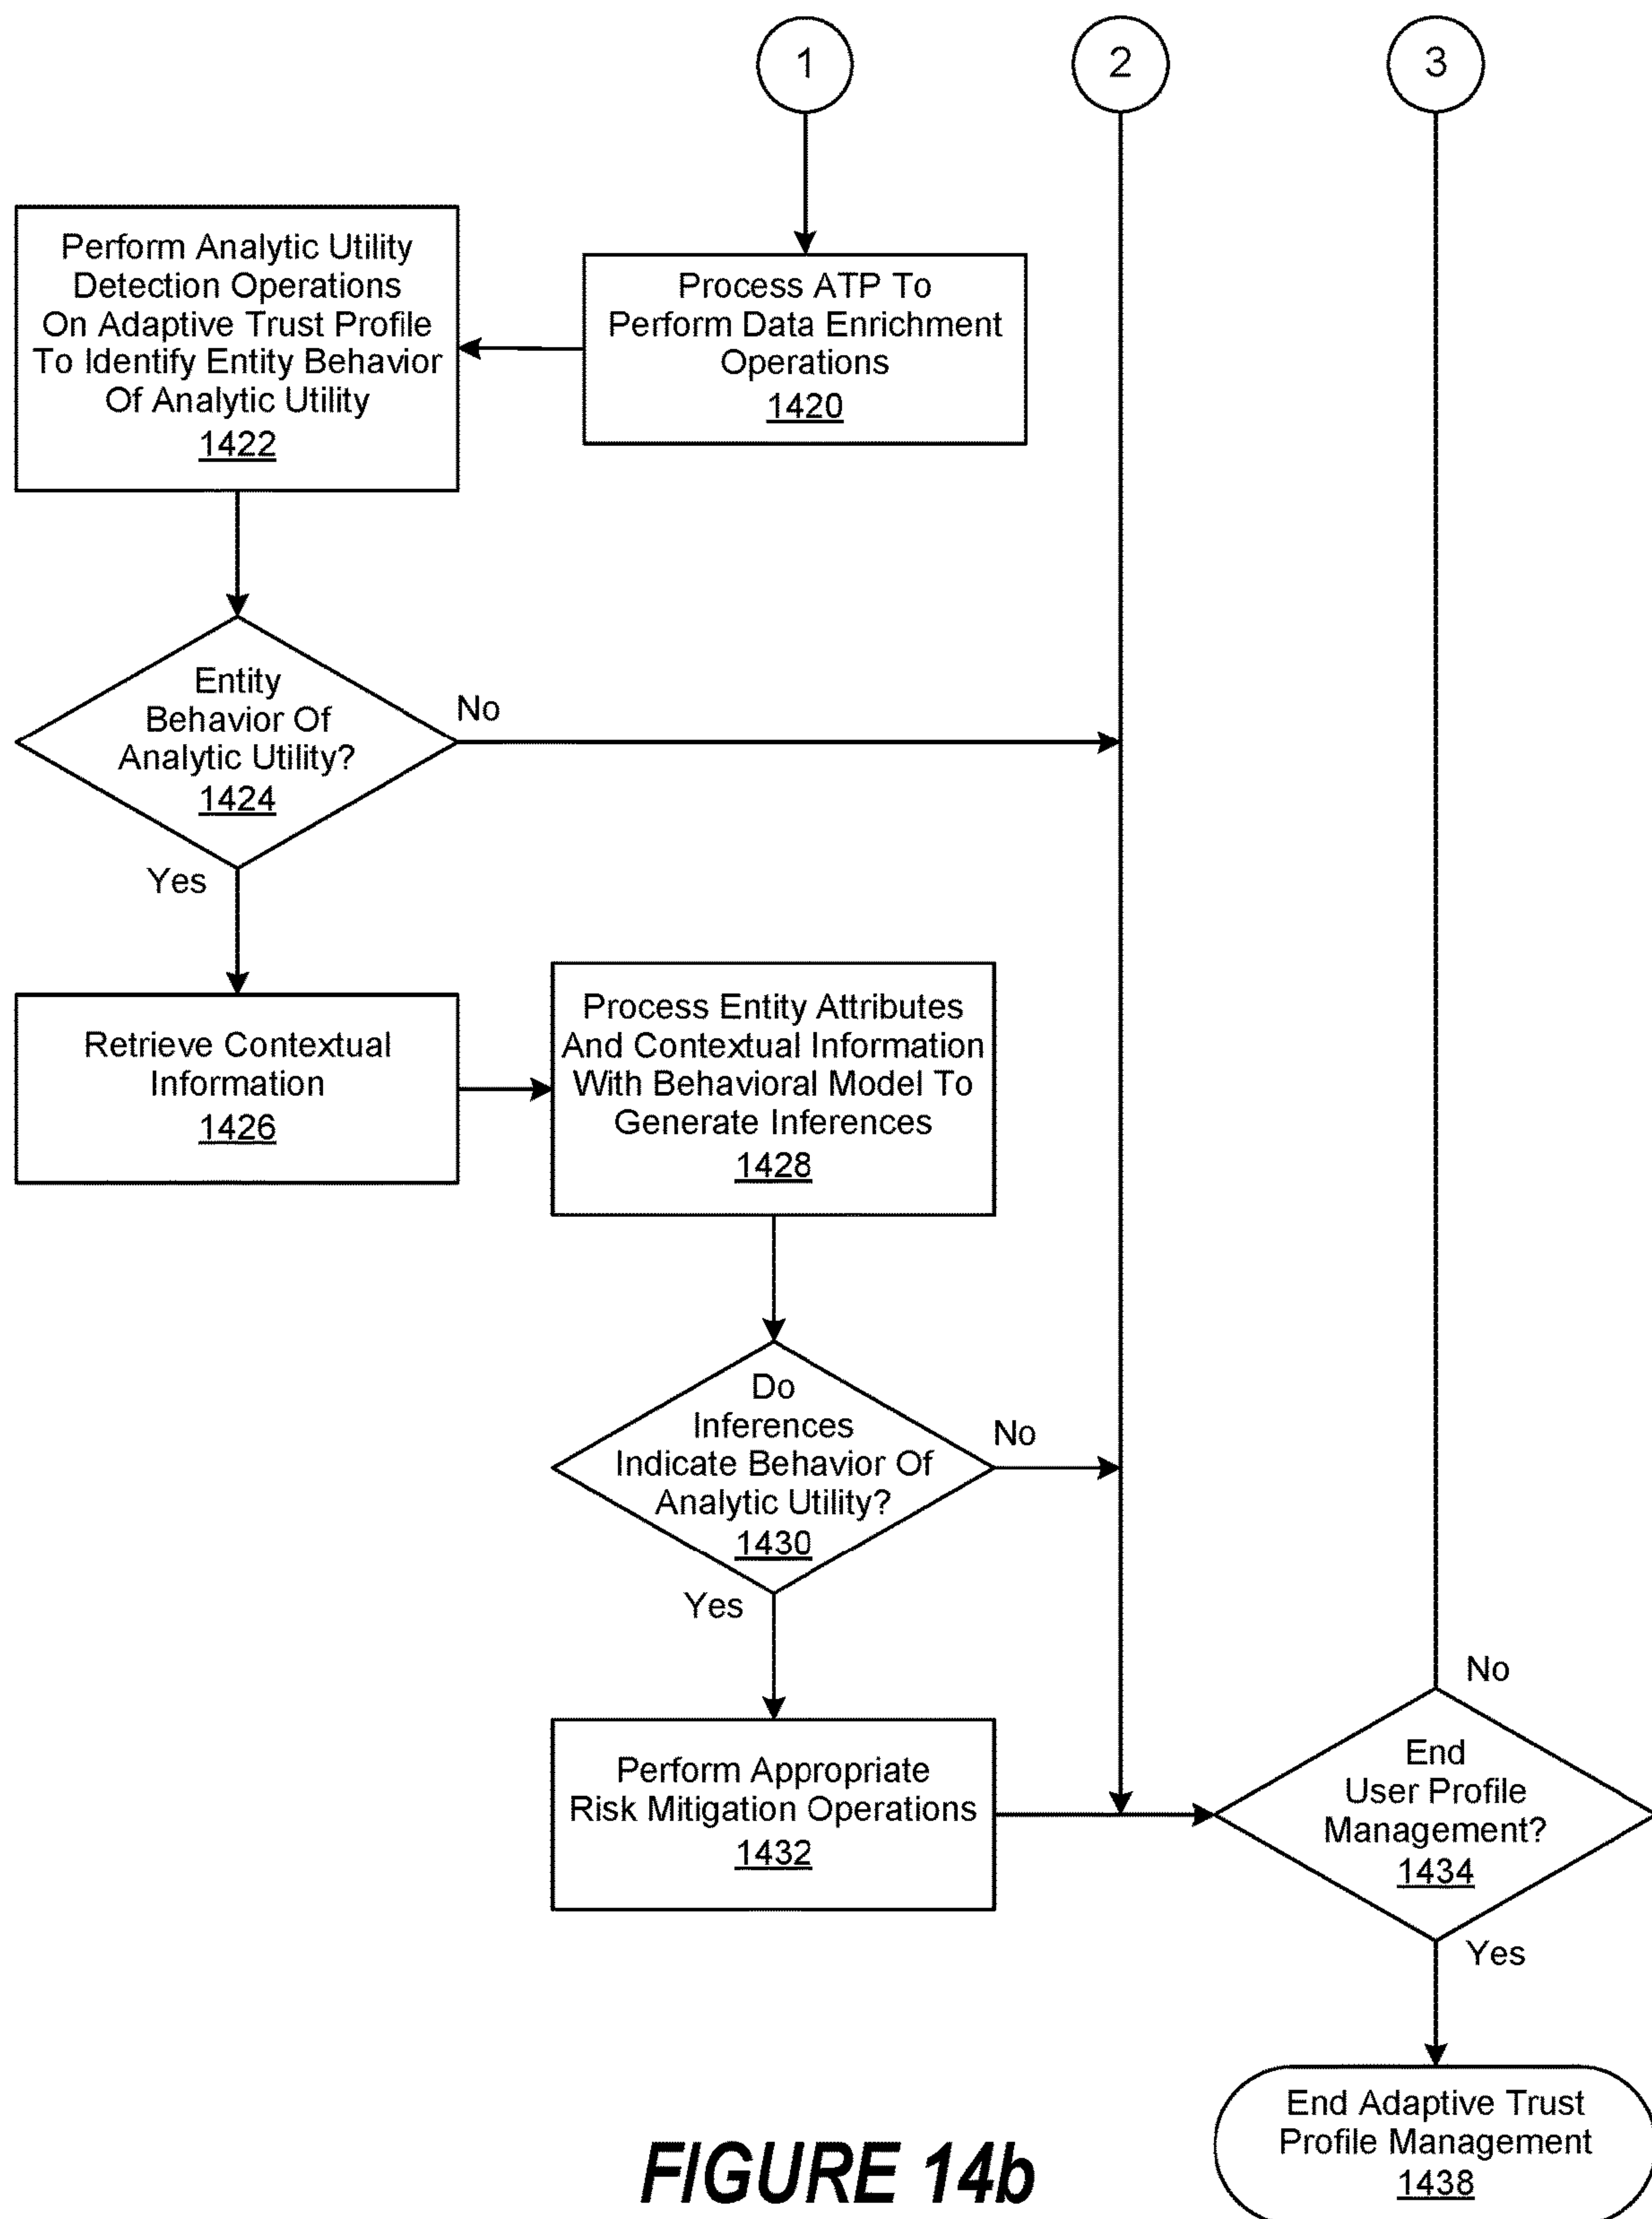 1
2
3
Perform Analytic Utility
Detection Operations
On Adaptive Trust Profile
To Identify Entity Behavior
Of Analytic Utility
1422
Process ATP To
Perform Data Enrichment
Operations
1420
Entity
Behavior Of
Analytic Utility?
1424
No
Yes
Retrieve Contextual
Information
1426
Process Entity Attributes
And Contextual Information
With Behavioral Model To
Generate Inferences
1428
Do
Inferences
Indicate Behavior Of
Analytic Utility?
1430
No
Yes
Perform Appropriate
Risk Mitigation Operations
1432
No
End
User Profile
Management?
1434
Yes
End Adaptive Trust
Profile Management
1438
FIGURE 14b